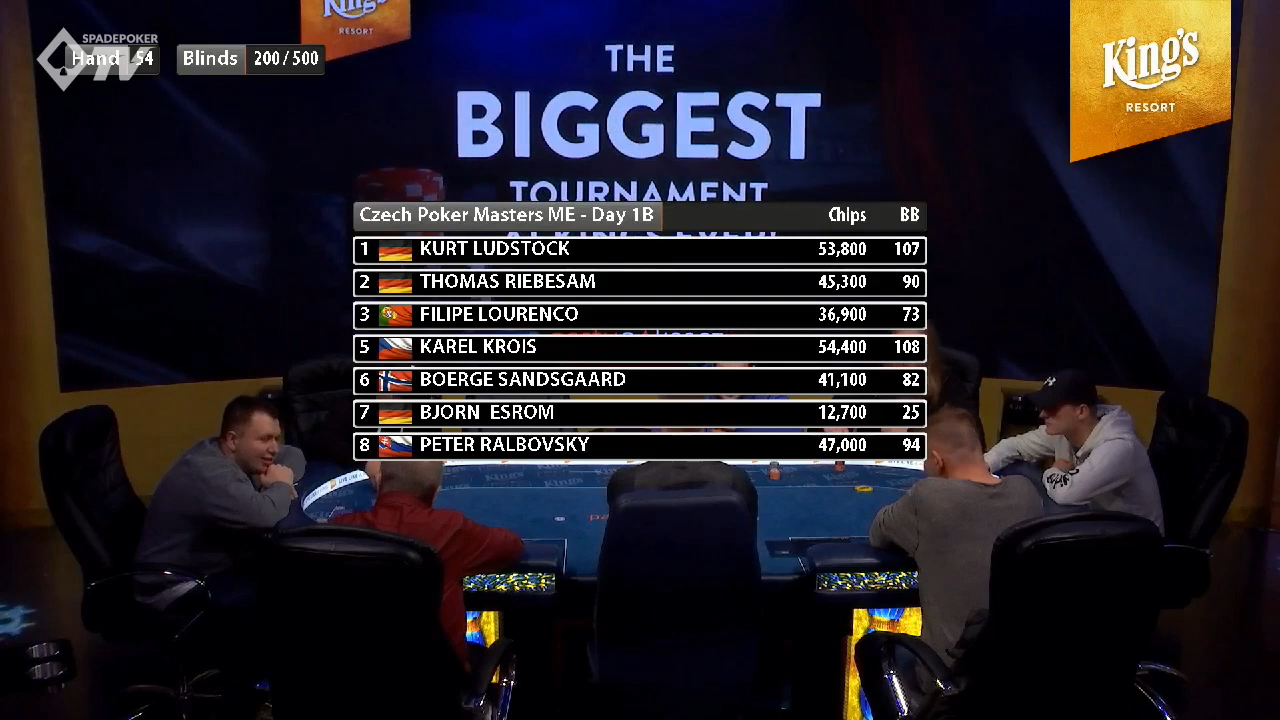 King's
RESORT
SPADEPOKER
TV
Hand 54
Blinds 200/500
THE
BIGGEST
TOURNAMENT
King's
RESORT
Czech Poker Masters ME - Day 1B Chips BB
1 KURT LUDSTOCK 53,800 107
2 THOMAS RIEBESAM 45,300 90
3 FILIPE LOURENCO 36,900 73
5 KAREL KROIS 54,400 108
6 BOERGE SANDSGAARD 41,100 82
7 BJORN ESROM 12,700 25
8 PETER RALBOVSKY 47,000 94
King's